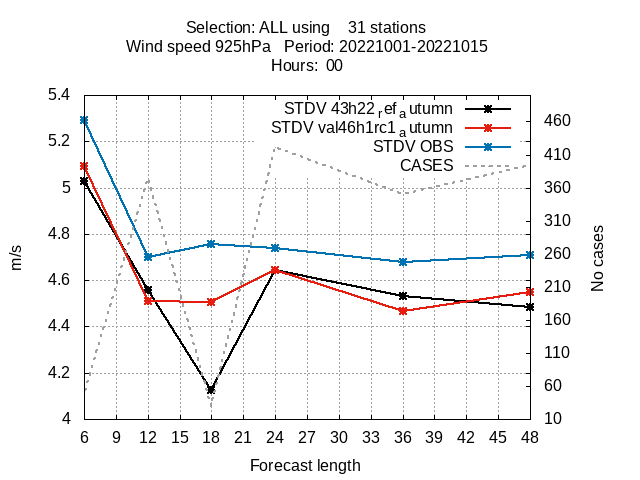 Selection: ALL using    31 stations
Wind speed 925hPa   Period: 20221001-20221015
Hours:  00
STDV 43h22ref_autumn
STDV val46h1rc1_autumn
STDV OBS
CASES
5.4
5.2
5
4.8
4.6
4.4
4.2
4
m/s
460
410
360
310
260
210
160
110
60
10
No cases
6 9 12 15 18 21 24 27 30 33 36 39 42 45 48
Forecast length